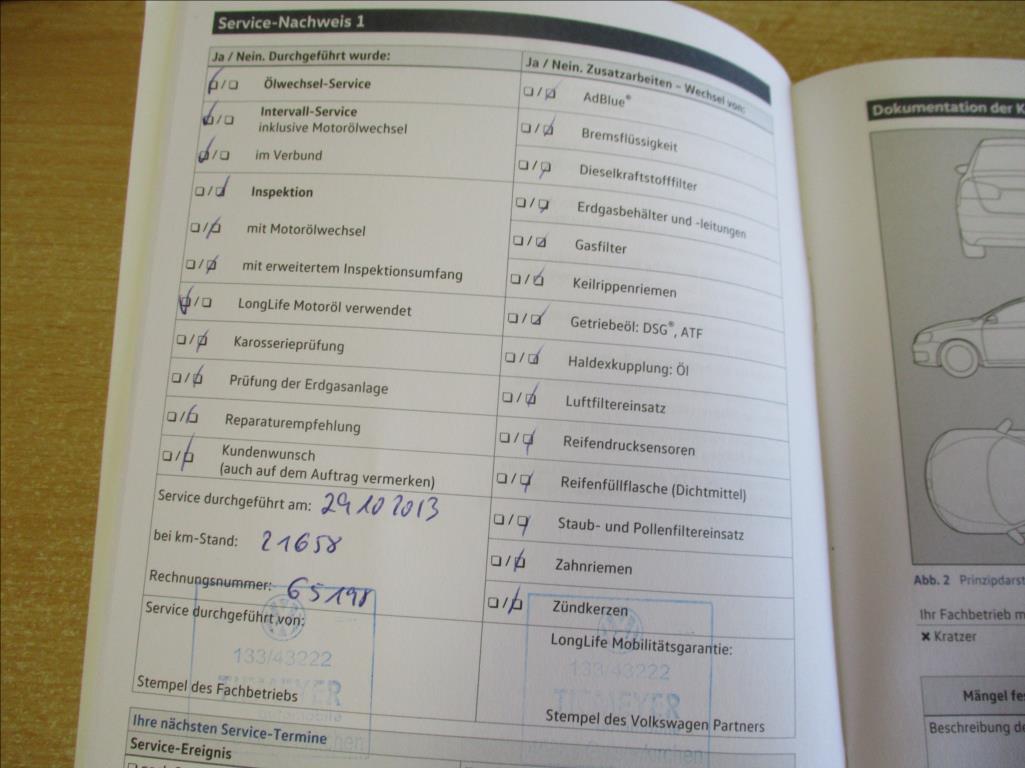 Service-Nachweis 1
Ja / Nein. Durchgeführt wurde:
Ölwechsel-Service
Intervall-Service
inklusive Motorölwechsel
im Verbund
Inspektion
mit Motorölwechsel
mit erweitertem Inspektionsumfang
LongLife Motoröl verwendet
Karosserieprüfung
Prüfung der Erdgasanlage
Reparaturempfehlung
Kundenwunsch
(auch auf dem Auftrag vermerken)
Service durchgeführt am: 29 10 2013
bei km-Stand: 21658
Rechnungsnummer: 65198
Service durchgeführt von:
133/43222
Stempel des Fachbetriebs
Ja / Nein. Zusatzarbeiten – Wechsel von:
AdBlue®
Bremsflüssigkeit
Dieselkraftstofffilter
Erdgasbehälter und -leitungen
Gasfilter
Keilrippenriemen
Getriebeöl: DSG®, ATF
Haldexkupplung: Öl
Luftfiltereinsatz
Reifendrucksensoren
Reifenfüllflasche (Dichtmittel)
Staub- und Pollenfiltereinsatz
Zahnriemen
Zündkerzen
LongLife Mobilitätsgarantie:
133/43222
Stempel des Volkswagen Partners
Ihre nächsten Service-Termine
Service-Ereignis
Dokumentation der K
Abb. 2 Prinzipdarst
Ihr Fachbetrieb m
✖ Kratzer
Mängel fes
Beschreibung de